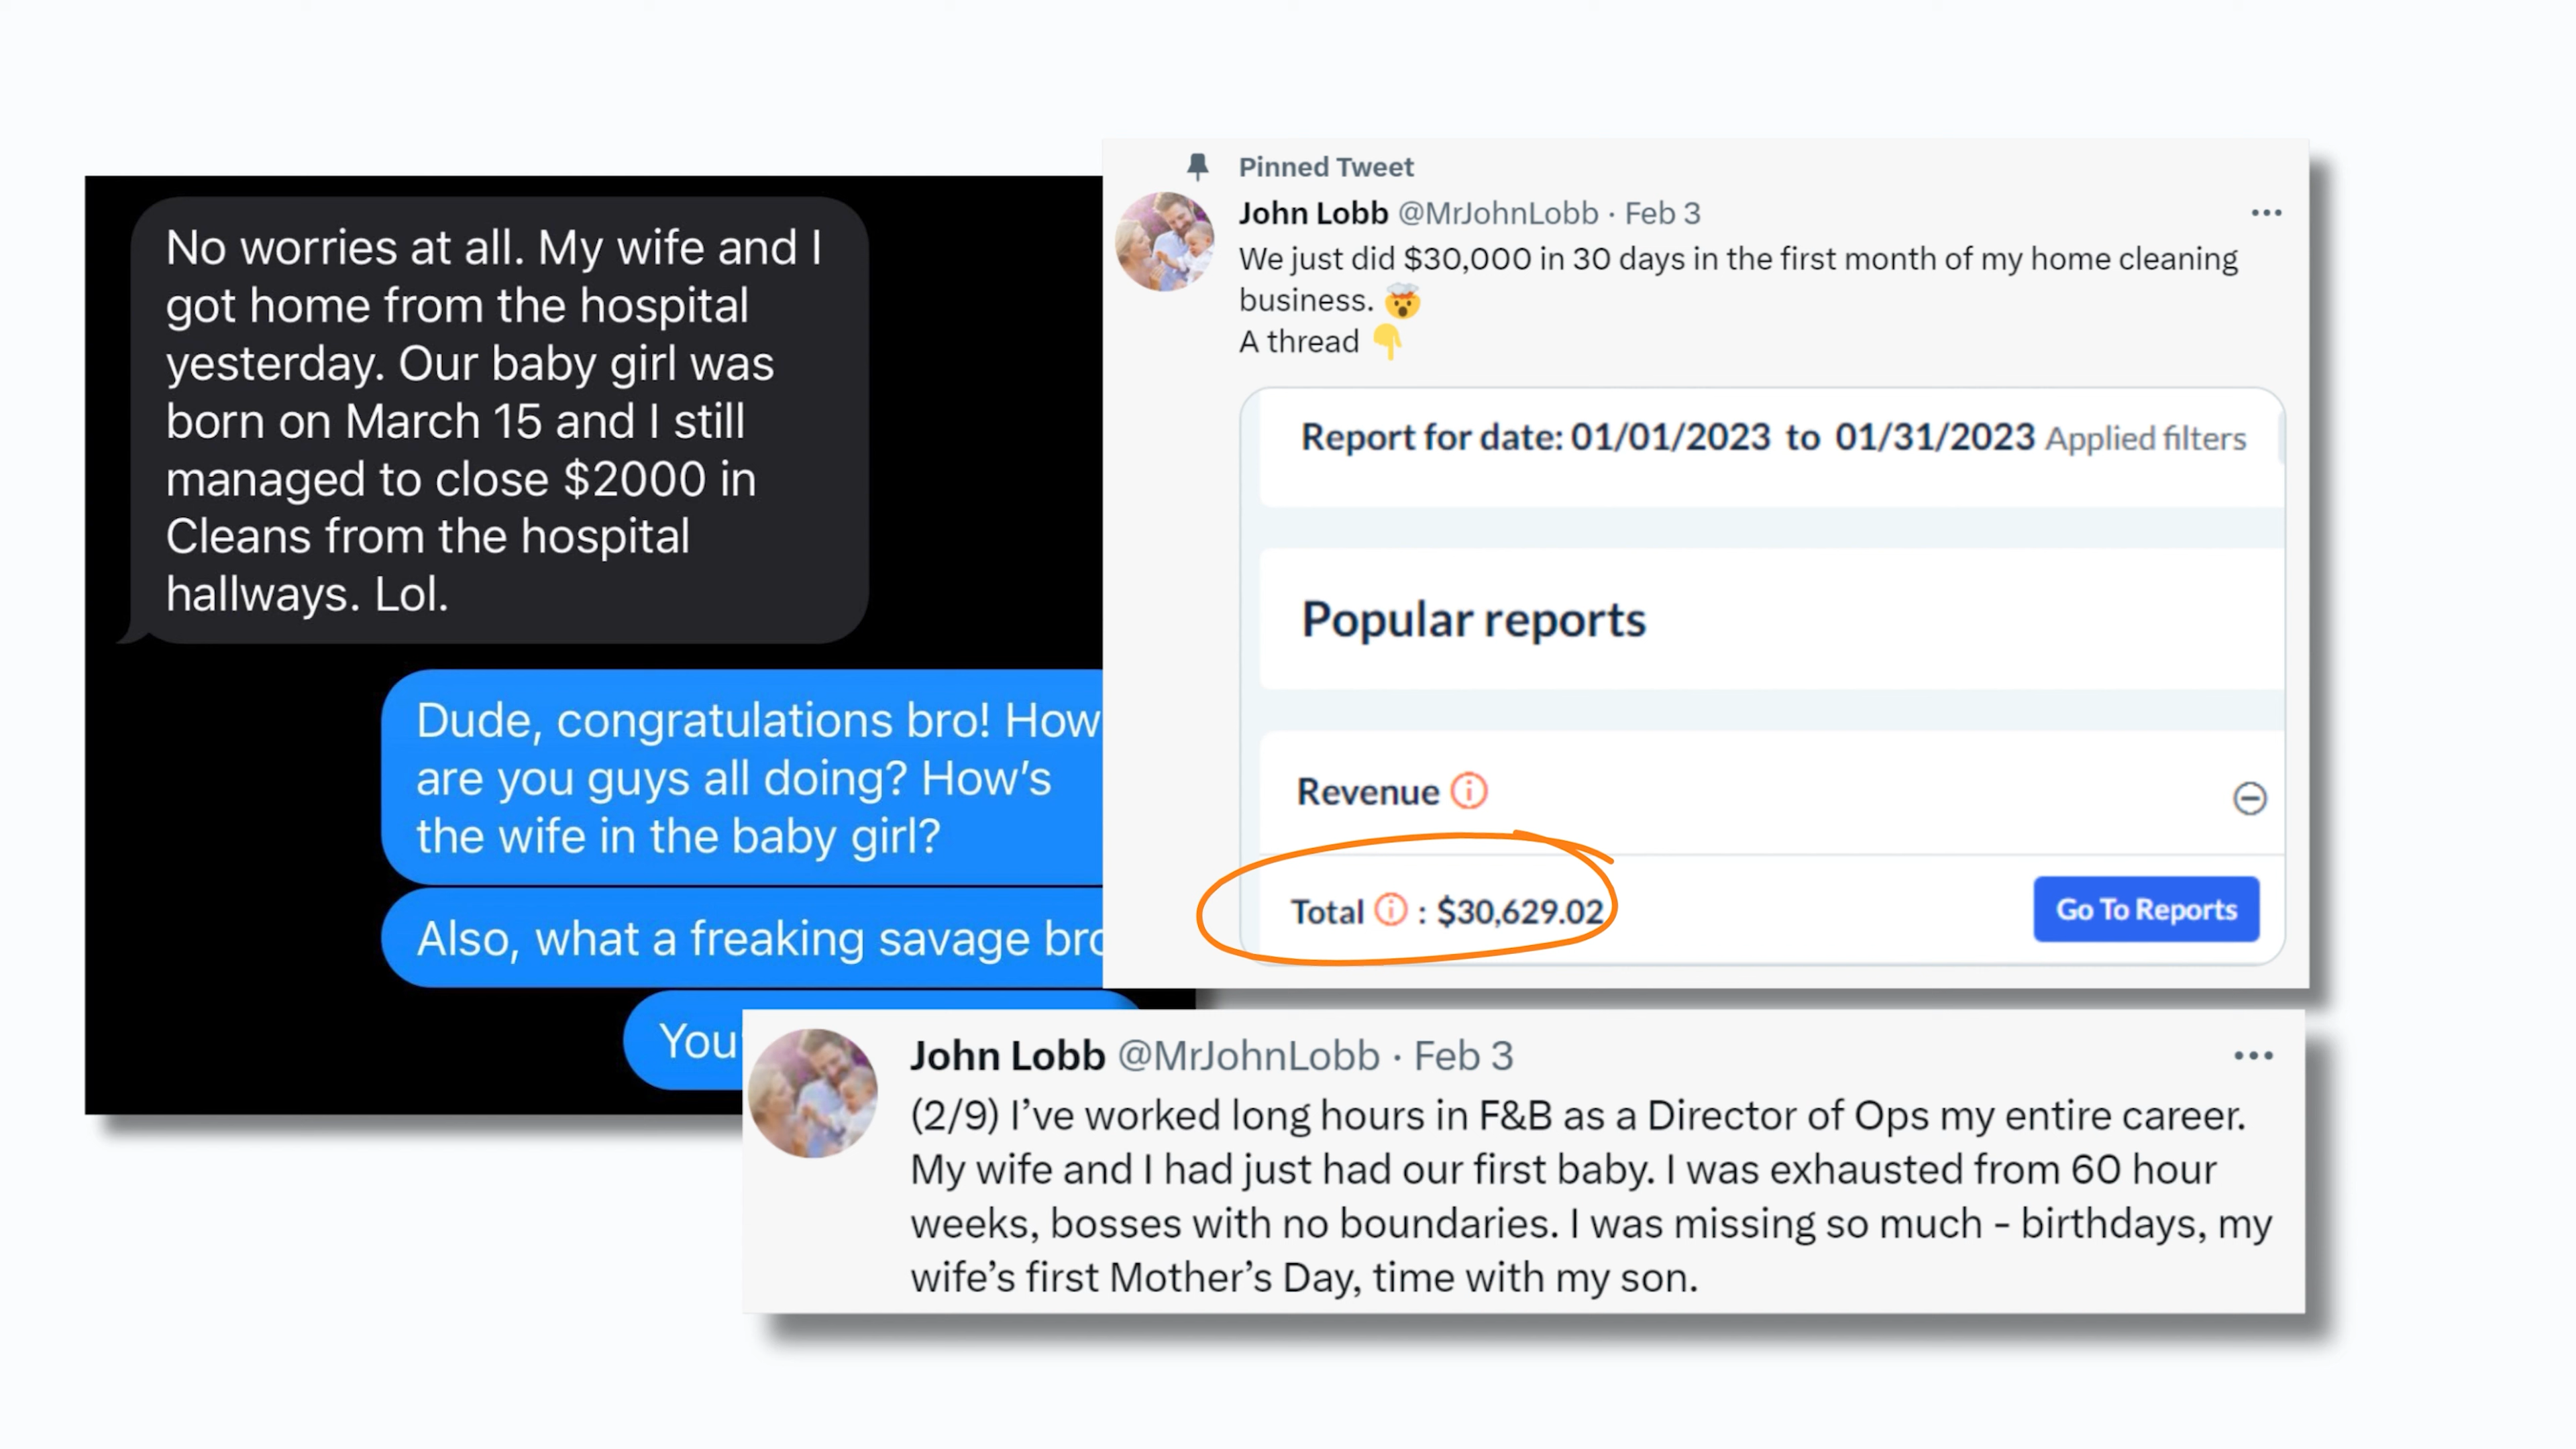 No worries at all. My wife and I
got home from the hospital
yesterday. Our baby girl was
born on March 15 and I still
managed to close $2000 in
Cleans from the hospital
hallways. Lol.
Dude, congratulations bro! How
are you guys all doing? How's
the wife in the baby girl?
Also, what a freaking savage
Pinned Tweet
John Lobb @MrJohnLobb · Feb 3
We just did $30,000 in 30 days in the first month of my home cleaning
business. 🤯
A thread 👇
Report for date: 01/01/2023 to 01/31/2023 Applied filters
Popular reports
Revenue
Total : $30,629.02
Go To Reports
John Lobb @MrJohnLobb · Feb 3
(2/9) I've worked long hours in F&B as a Director of Ops my entire career.
My wife and I had just had our first baby. I was exhausted from 60 hour
weeks, bosses with no boundaries. I was missing so much - birthdays, my
wife's first Mother's Day, time with my son.